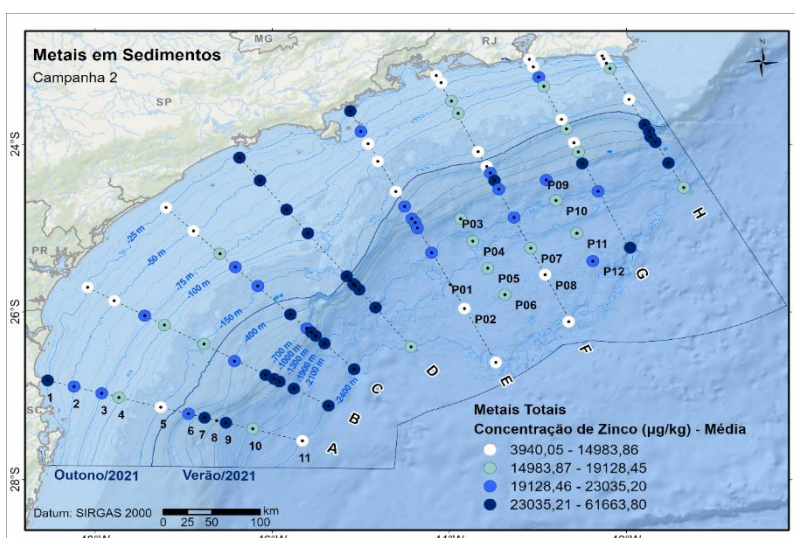 Metais em Sedimentos
Campanha 2
MG
RJ
SP
PR
SC
24°S
26°S
28°S
-25 m
-50 m
-75 m
-100 m
-150 m
-400 m
-700 m
-1000 m
-1300 m
-1900 m
-2100 m
-2400 m
P01
P02
P03
P04
P05
P06
P07
P08
P09
P10
P11
P12
A
B
C
D
E
F
G
H
1
2
3
4
5
6
7
8
9
10
11
Outono/2021
Verão/2021
Datum: SIRGAS 2000
0 25 50 100
km
Metais Totais
Concentração de Zinco (µg/kg) - Média
3940,05 - 14983,86
14983,87 - 19128,45
19128,46 - 23035,20
23035,21 - 61663,80